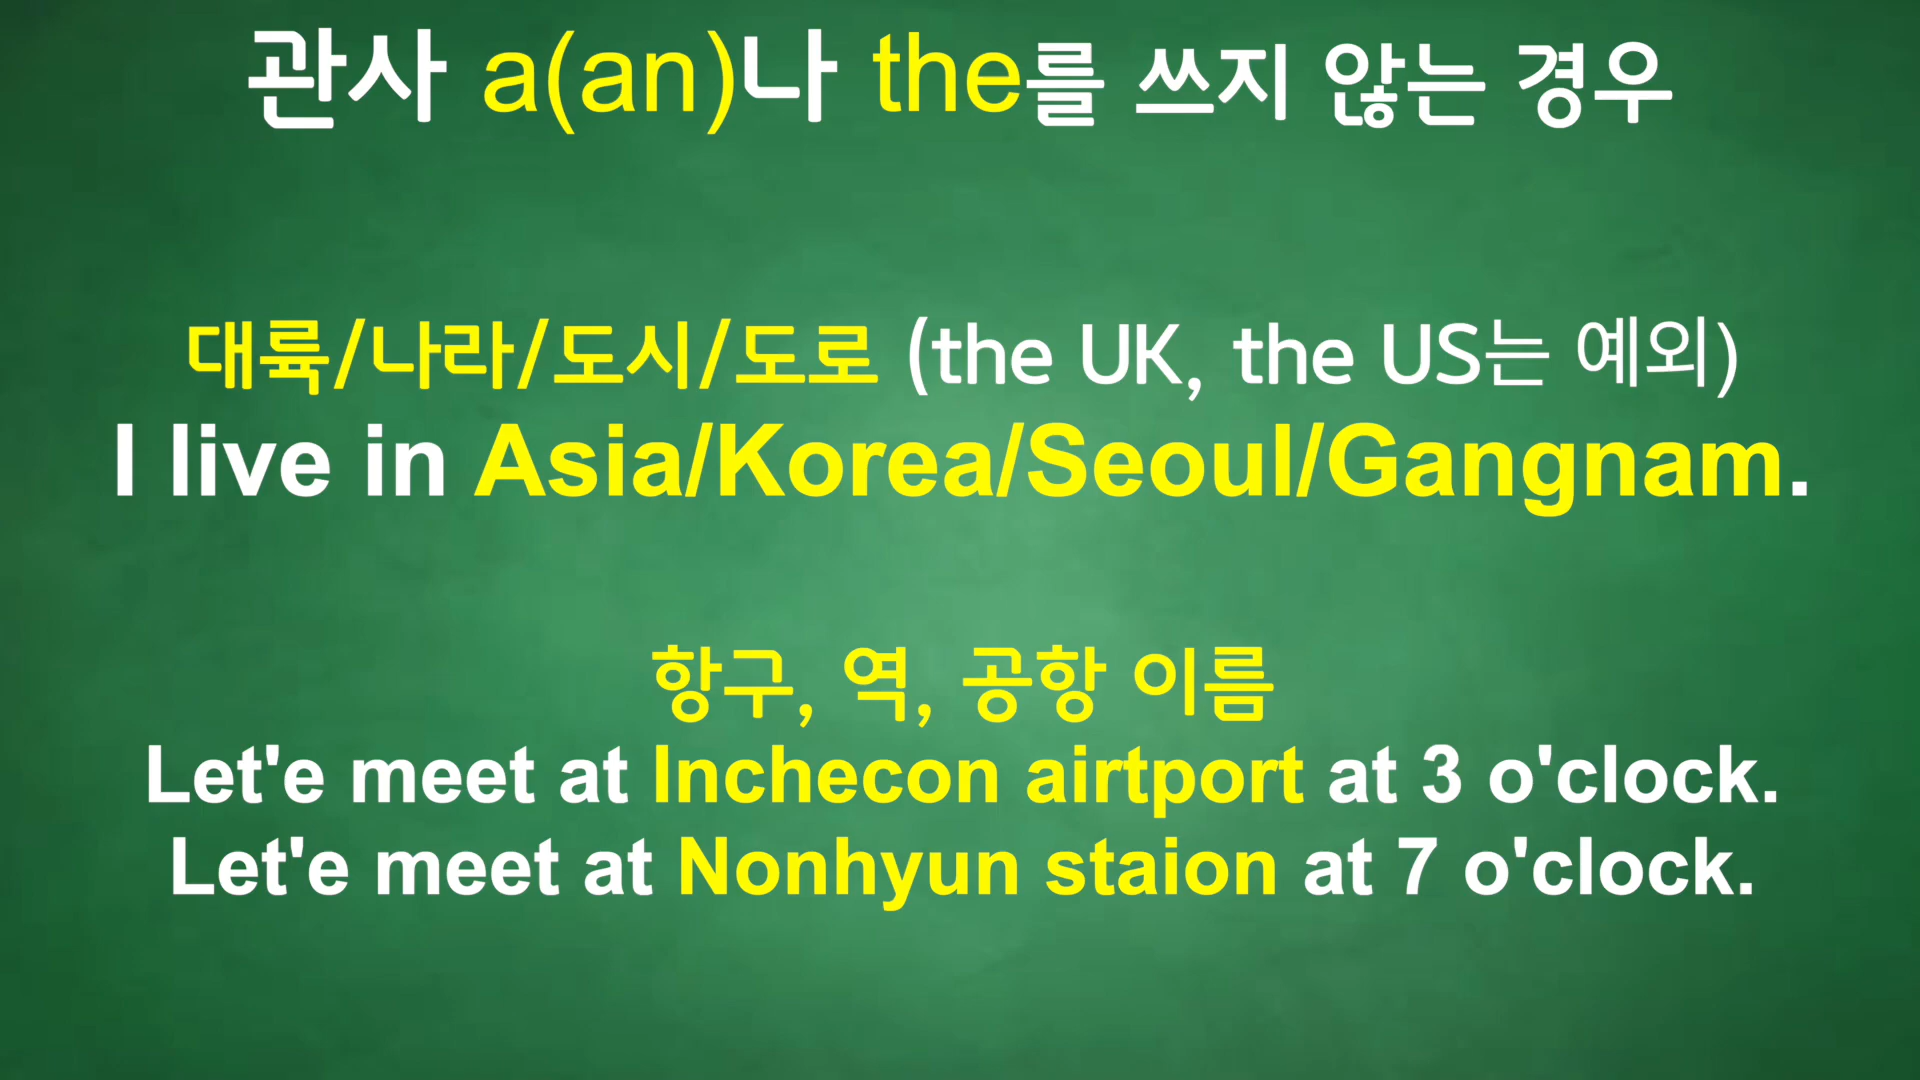 관사 a(an)나 the를 쓰지 않는 경우
대륙/나라/도시/도로 (the UK, the US는 예외)
I live in Asia/Korea/Seoul/Gangnam.
항구, 역, 공항 이름
Let'e meet at Inchecon airtport at 3 o'clock.
Let'e meet at Nonhyun staion at 7 o'clock.